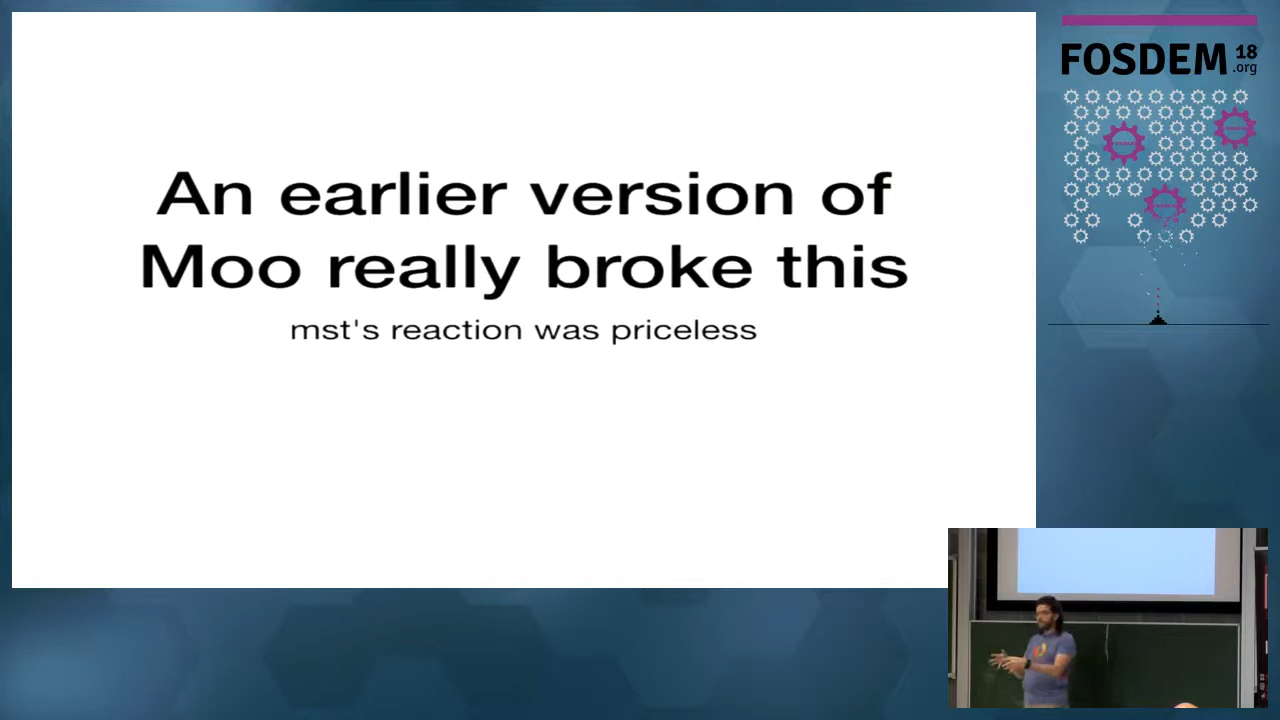 An earlier version of
Moo really broke this
mst's reaction was priceless
FOSDEM 18
.org